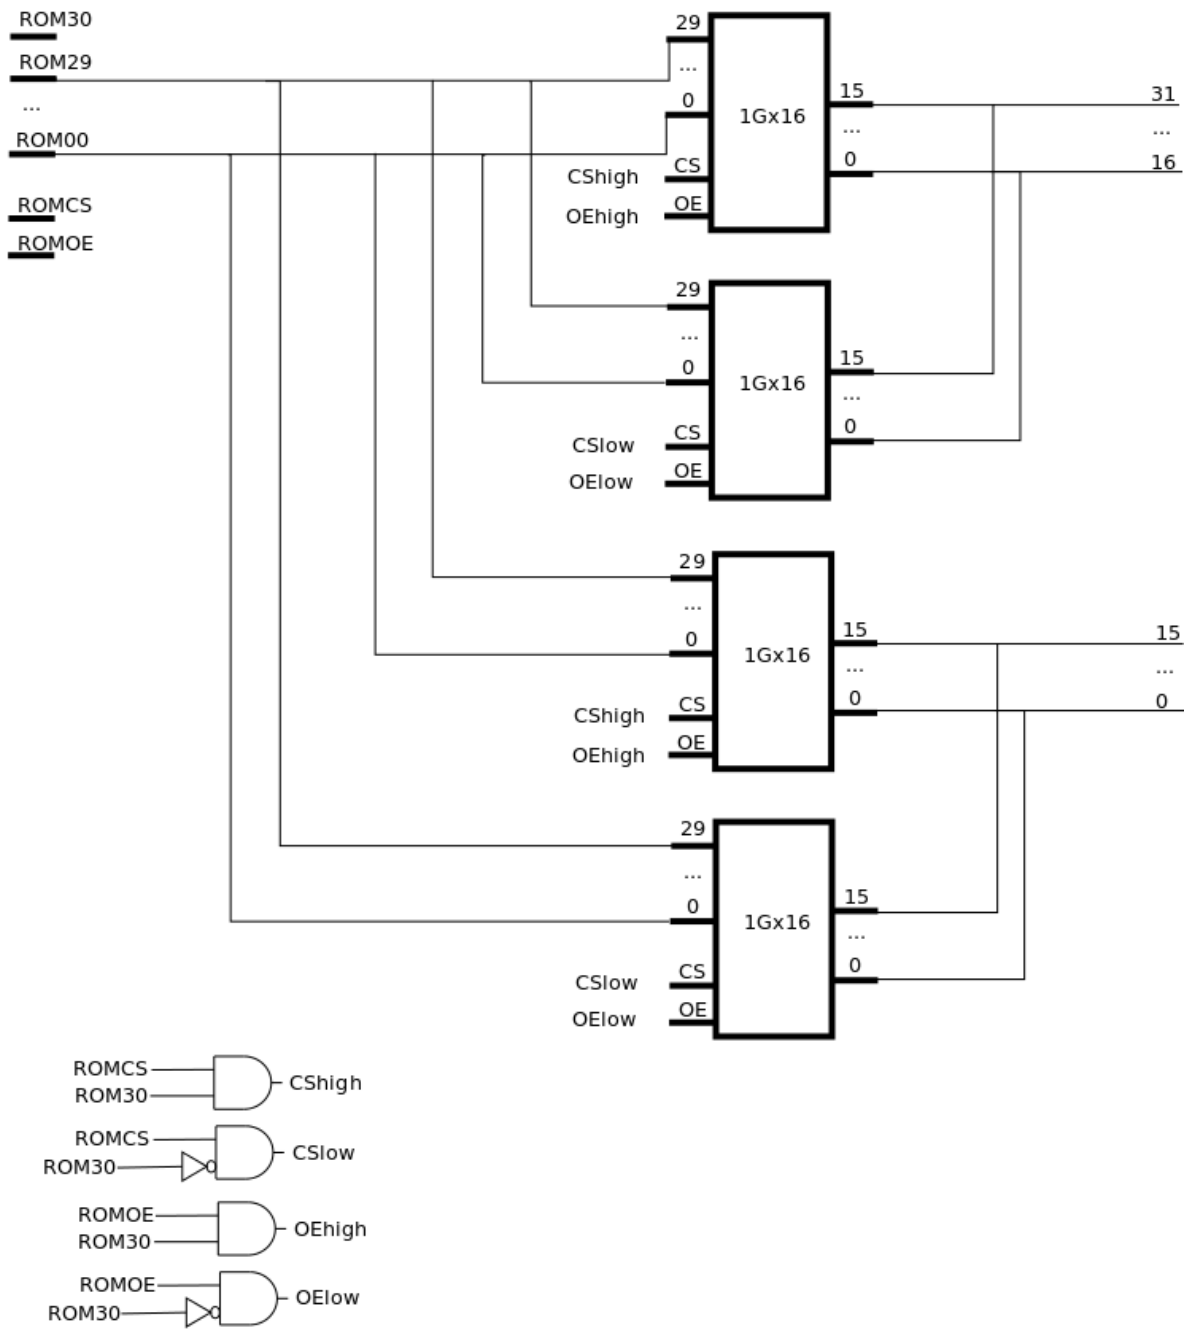 ROM30
ROM29
...
ROM00
ROMCS
ROMOE
29
...
0
CShigh CS
OEhigh OE
1Gx16
15
...
0
31
...
16
29
...
0
CSlow CS
OElow OE
1Gx16
15
...
0
29
...
0
CShigh CS
OEhigh OE
1Gx16
15
...
0
15
...
0
29
...
0
CSlow CS
OElow OE
1Gx16
15
...
0
ROMCS
ROM30
CShigh
ROMCS
ROM30
CSlow
ROMOE
ROM30
OEhigh
ROMOE
ROM30
OElow